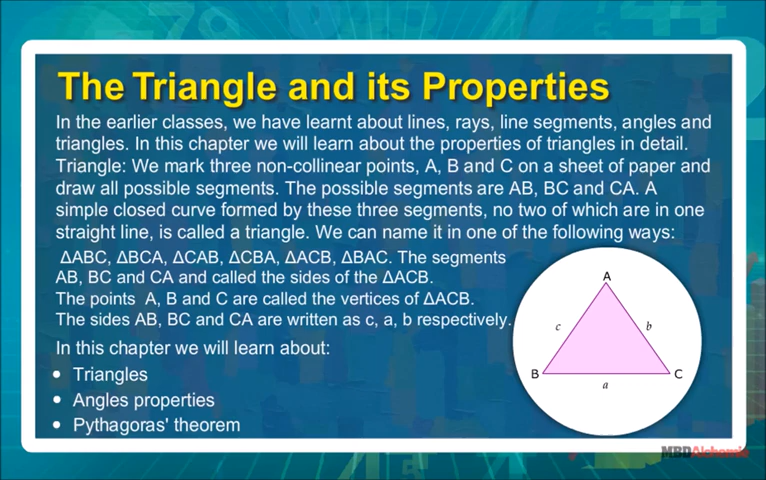 The Triangle and its Properties
In the earlier classes, we have learnt about lines, rays, line segments, angles and
triangles. In this chapter we will learn about the properties of triangles in detail.
Triangle: We mark three non-collinear points, A, B and C on a sheet of paper and
draw all possible segments. The possible segments are AB, BC and CA. A
simple closed curve formed by these three segments, no two of which are in one
straight line, is called a triangle. We can name it in one of the following ways:
ΔABC, ΔBCA, ΔCAB, ΔCBA, ΔACB, ΔBAC. The segments
AB, BC and CA and called the sides of the ΔACB.
The points A, B and C are called the vertices of ΔACB.
The sides AB, BC and CA are written as c, a, b respectively.
A
c
b
B
C
a
In this chapter we will learn about:
• Triangles
• Angles properties
• Pythagoras' theorem
MBDAlchemie